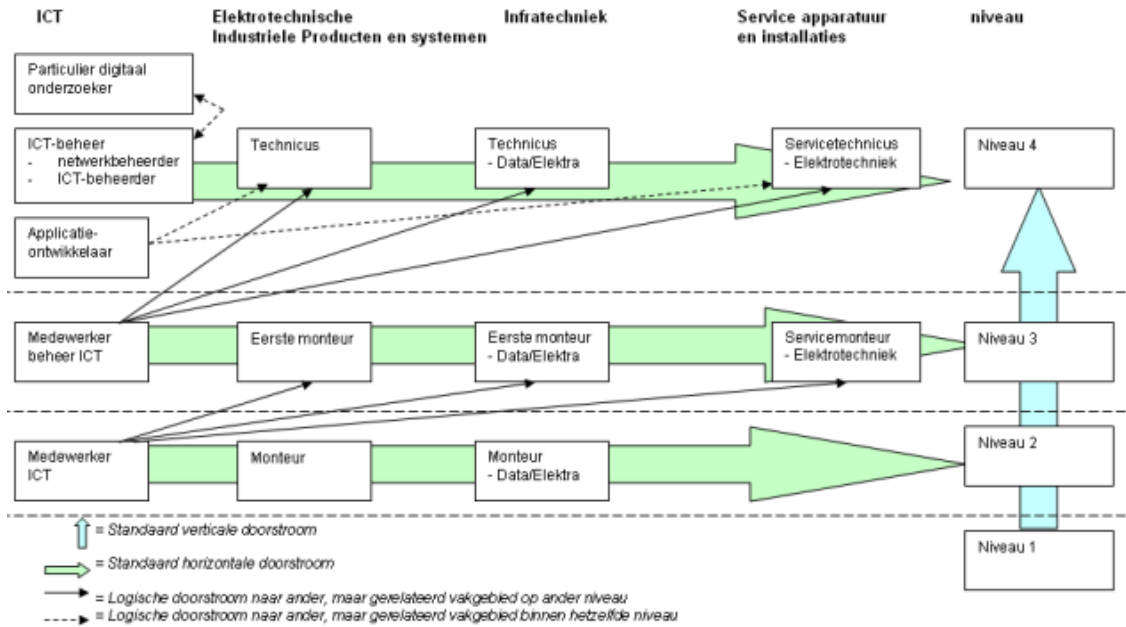 ICT
Elektrotechnische
Industriele Producten en systemen
Infratechniek
Service apparatuur
en installaties
niveau
Particulier digitaal
onderzoeker
ICT-beheer
- netwerkbeheerder
- ICT-beheerder
Technicus
Technicus
- Data/Elektra
Servicetechnicus
- Elektrotechniek
Niveau 4
Applicatie-
ontwikkelaar
Medewerker
beheer ICT
Eerste monteur
Eerste monteur
- Data/Elektra
Servicemonteur
- Elektrotechniek
Niveau 3
Medewerker
ICT
Monteur
Monteur
- Data/Elektra
Niveau 2
Niveau 1
= Standaard verticale doorstroom
= Standaard horizontale doorstroom
= Logische doorstroom naar ander, maar gerelateerd vakgebied op ander niveau
= Logische doorstroom naar ander, maar gerelateerd vakgebied binnen hetzelfde niveau